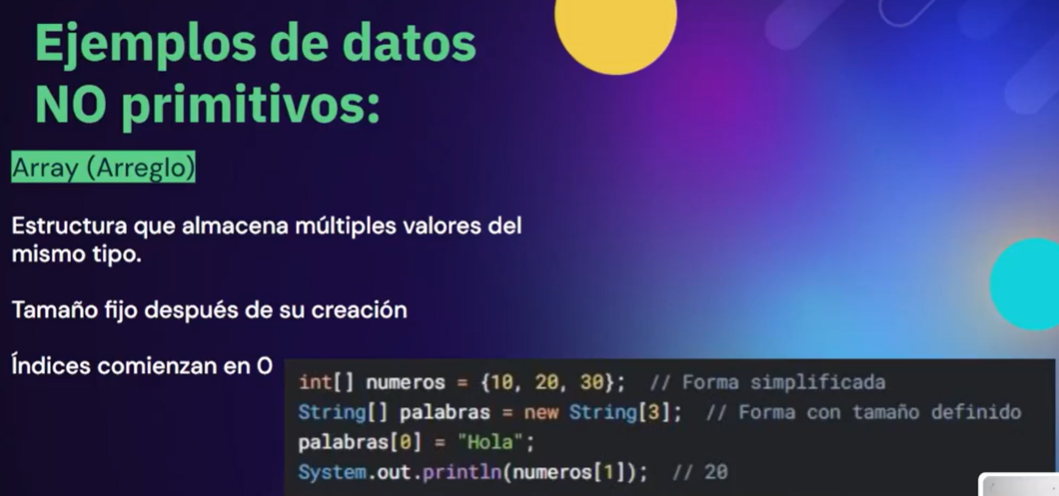 Ejemplos de datos
NO primitivos:
Array (Arreglo)
Estructura que almacena múltiples valores del
mismo tipo.
Tamaño fijo después de su creación
Índices comienzan en 0
int[] numeros = {10, 20, 30};  // Forma simplificada
String[] palabras = new String[3];  // Forma con tamaño definido
palabras[0] = "Hola";
System.out.println(numeros[1]);  // 20